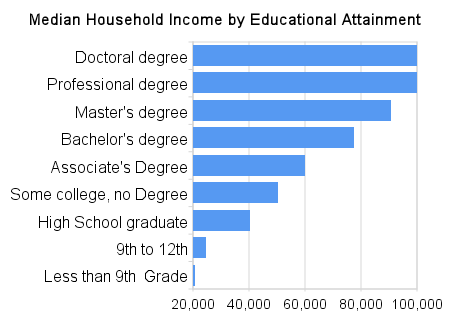 Median Household Income by Educational Attainment
Doctoral degree
Professional degree
Master's degree
Bachelor's degree
Associate's Degree
Some college, no Degree
High School graduate
9th to 12th
Less than 9th Grade
20,000 40,000 60,000 80,000 100,000